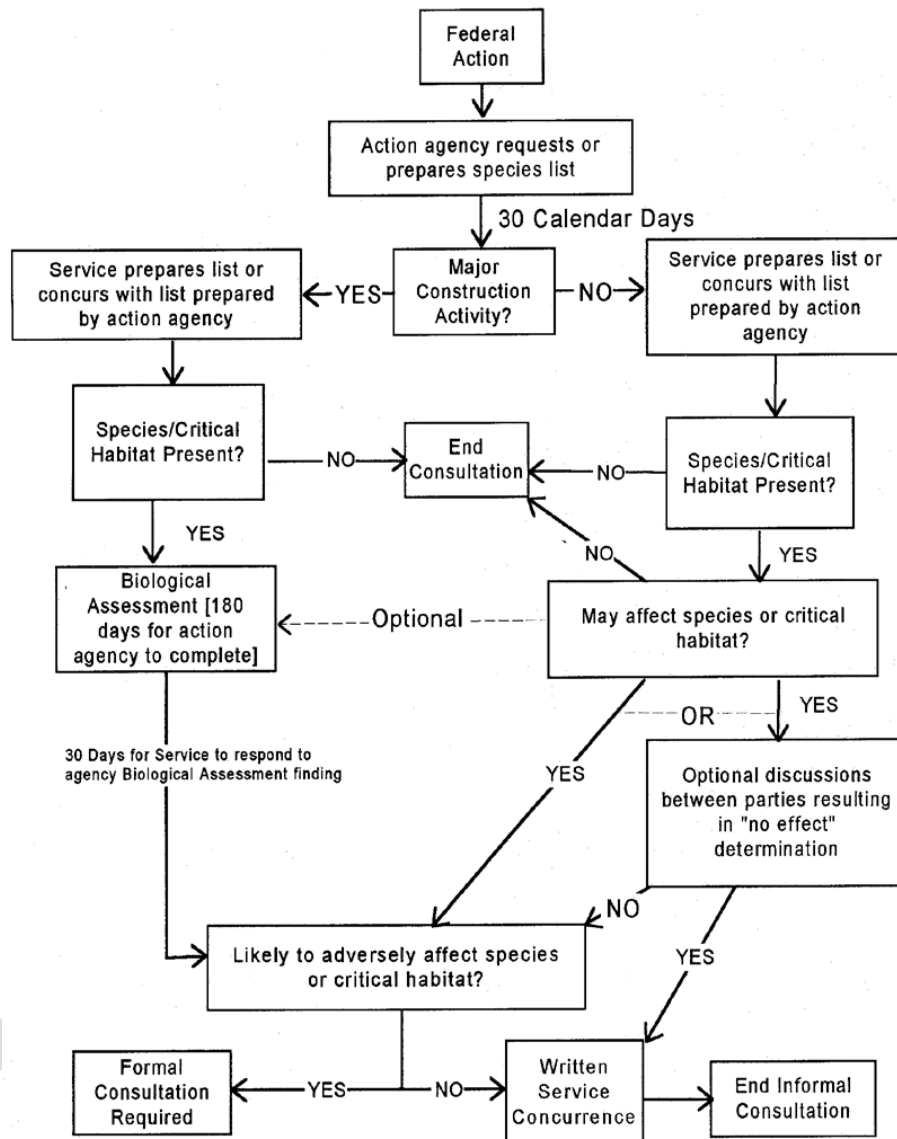 Federal
Action
Action agency requests or
prepares species list
30 Calendar Days
Service prepares list or
concurs with list prepared
by action agency
YES
Major
Construction
Activity?
NO
Service prepares list or
concurs with list
prepared by action
agency
Species/Critical
Habitat Present?
NO
End
Consultation
NO
Species/Critical
Habitat Present?
YES
NO
YES
Biological
Assessment [180
days for action
agency to complete]
Optional
May affect species or critical
habitat?
OR
YES
30 Days for Service to respond to
agency Biological Assessment finding
YES
Optional discussions
between parties resulting
in "no effect"
determination
NO
YES
Likely to adversely affect species
or critical habitat?
Formal
Consultation
Required
YES
NO
Written
Service
Concurrence
End Informal
Consultation